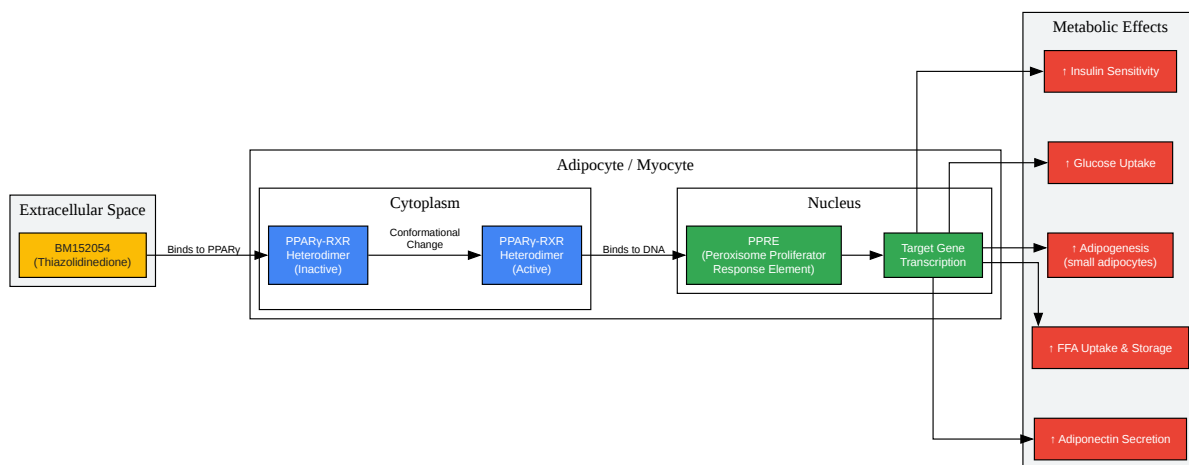 Metabolic Effects
↑ Insulin Sensitivity
Adipocyte / Myocyte
↑ Glucose Uptake
Extracellular Space
Cytoplasm
Nucleus
BM152054
(Thiazolidinedione)
Binds to PPARγ
PPARγ-RXR
Heterodimer
(Inactive)
Conformational
Change
PPARγ-RXR
Heterodimer
(Active)
Binds to DNA
PPRE
(Peroxisome Proliferator
Response Element)
Target Gene
Transcription
↑ Adipogenesis
(small adipocytes)
↑ FFA Uptake & Storage
↑ Adiponectin Secretion